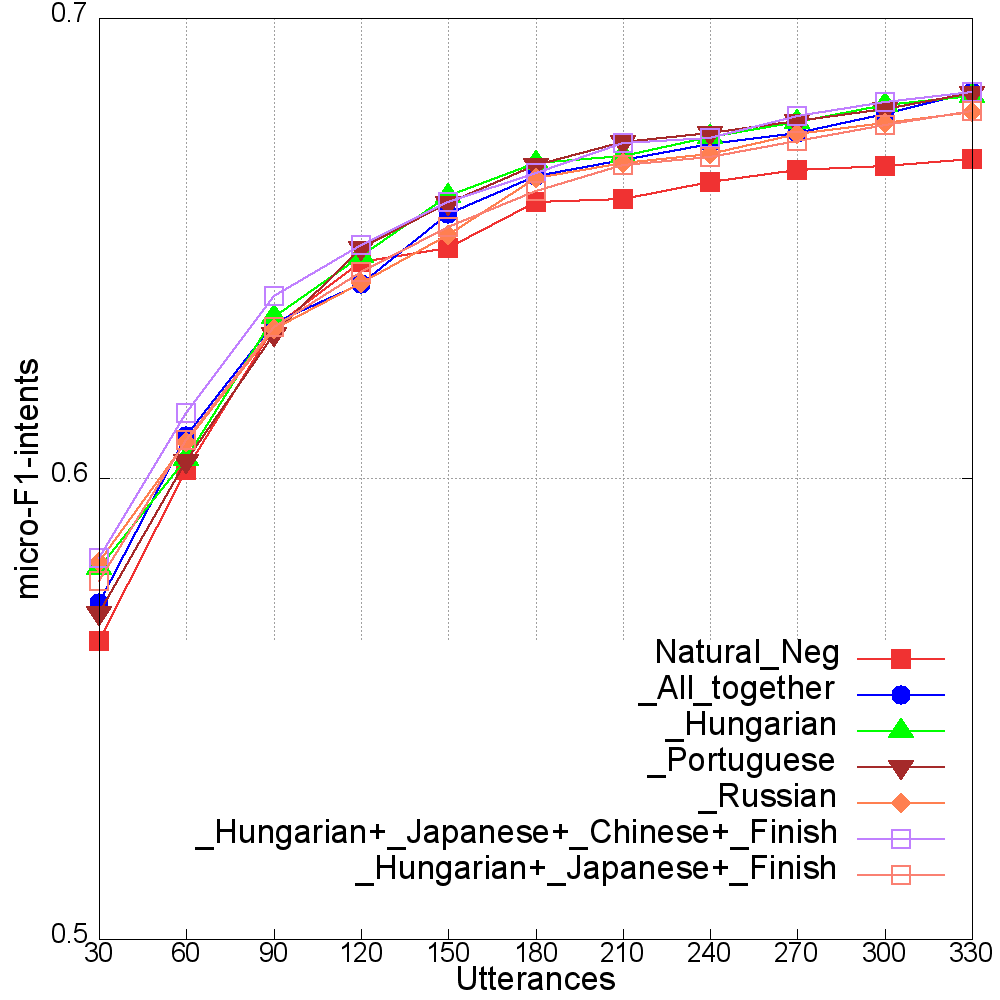 0.7
0.6
0.5
micro-F1-intents
Natural_Neg
_All_together
_Hungarian
_Portuguese
_Russian
_Hungarian+_Japanese+_Chinese+_Finish
_Hungarian+_Japanese+_Finish
30 60 90 120 150 180 210 240 270 300 330
Utterances